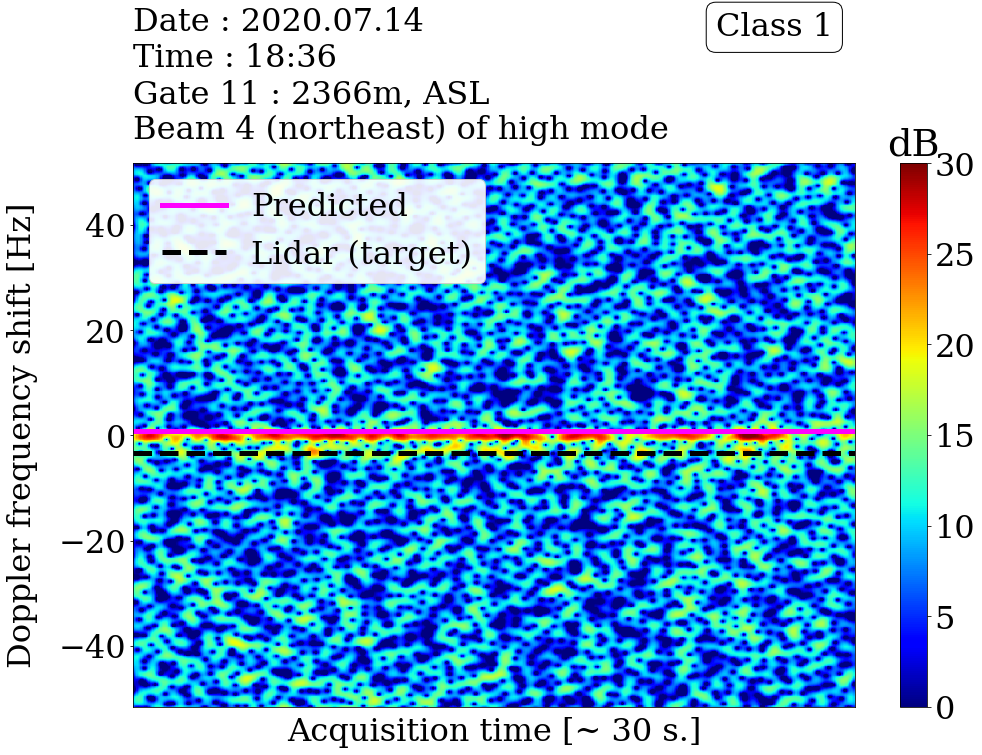 Date : 2020.07.14
Time : 18:36
Gate 11 : 2366m, ASL
Beam 4 (northeast) of high mode
Class 1
dB
Predicted
Lidar (target)
Doppler frequency shift [Hz]
40
20
0
−20
−40
30
25
20
15
10
5
0
Acquisition time [~ 30 s.]